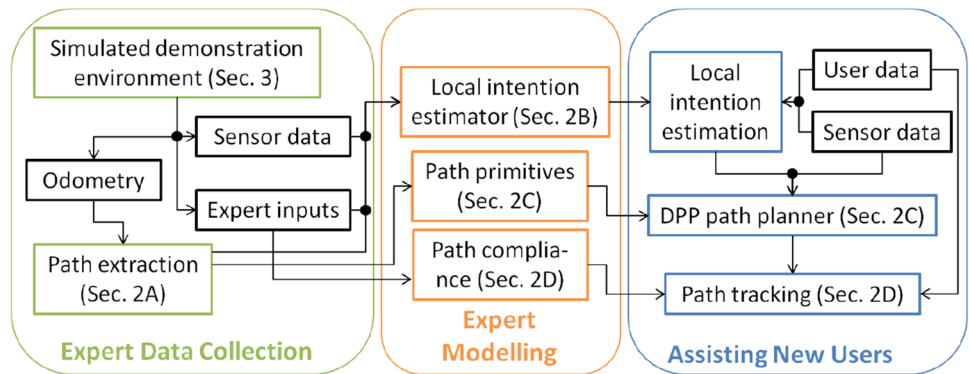 Simulated demonstration
environment (Sec. 3)
Sensor data
Odometry
Expert inputs
Path extraction
(Sec. 2A)
Expert Data Collection
Local intention
estimator (Sec. 2B)
Path primitives
(Sec. 2C)
Path complia-
nce (Sec. 2D)
Expert
Modelling
Local
intention
estimation
User data
Sensor data
DPP path planner (Sec. 2C)
Path tracking (Sec. 2D)
Assisting New Users